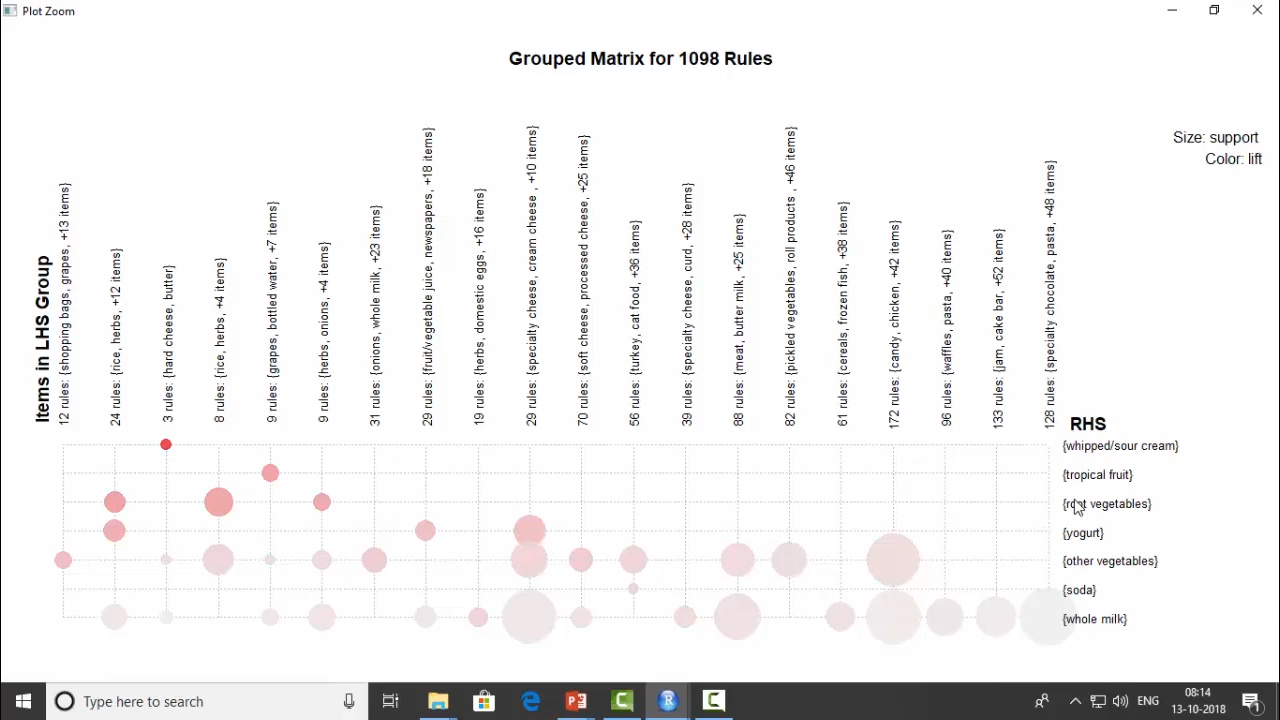 Plot Zoom
Grouped Matrix for 1098 Rules
Size: support
Color: lift
Items in LHS Group
12 rules: {shopping bags, grapes, +13 items}
24 rules: {rice, herbs, +12 items}
3 rules: {hard cheese, butter}
8 rules: {rice, herbs, +4 items}
9 rules: {grapes, bottled water, +7 items}
9 rules: {herbs, onions, +4 items}
31 rules: {onions, whole milk, +23 items}
29 rules: {fruit/vegetable juice, newspapers, +18 items}
19 rules: {herbs, domestic eggs, +16 items}
29 rules: {specialty cheese, cream cheese , +10 items}
70 rules: {soft cheese, processed cheese, +25 items}
56 rules: {turkey, cat food, +36 items}
39 rules: {specialty cheese, curd, +28 items}
88 rules: {meat, butter milk, +25 items}
82 rules: {pickled vegetables, roll products , +46 items}
61 rules: {cereals, frozen fish, +38 items}
172 rules: {candy, chicken, +42 items}
96 rules: {waffles, pasta, +40 items}
133 rules: {jam, cake bar, +52 items}
128 rules: {specialty chocolate, pasta, +48 items}
RHS
{whipped/sour cream}
{tropical fruit}
{root vegetables}
{yogurt}
{other vegetables}
{soda}
{whole milk}
Type here to search
ENG
08:14
13-10-2018